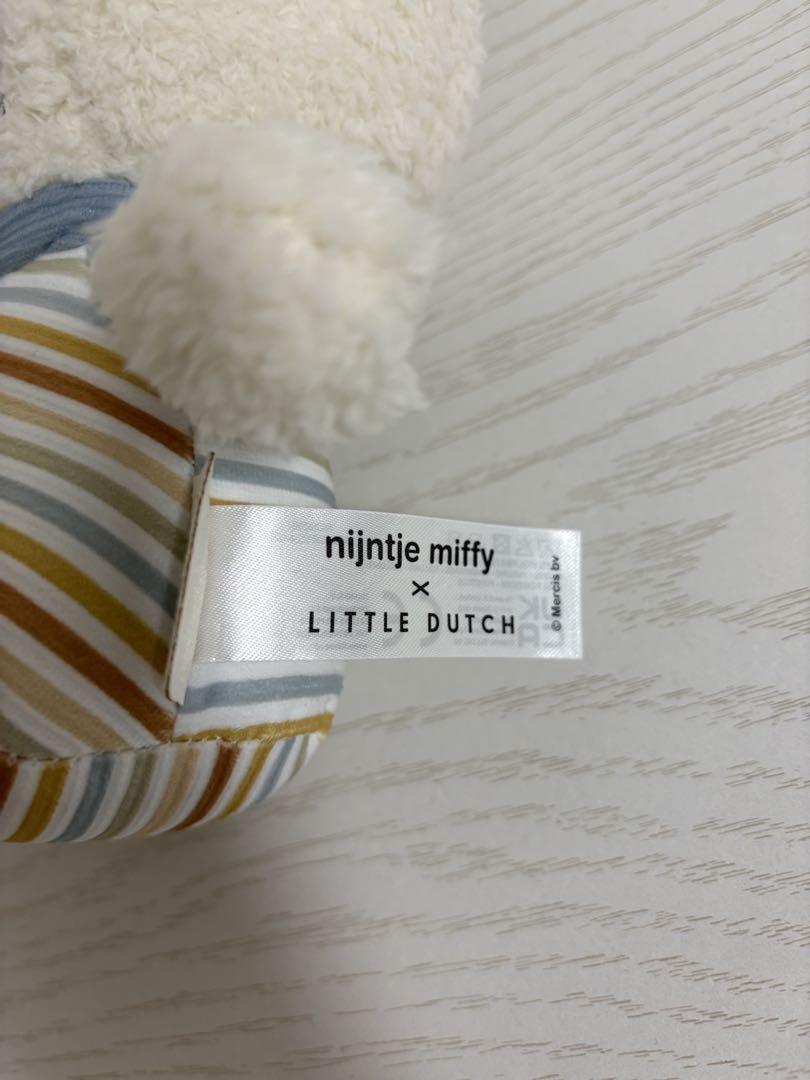 nijntje miffy
×
LITTLE DUTCH
© Mercis bv